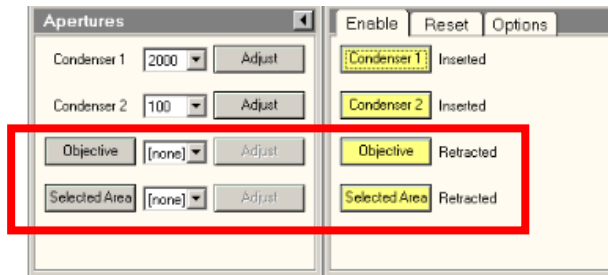 Apertures
Enable Reset Options
Condenser 1 2000 Adjust Condenser 1 Inserted
Condenser 2 100 Adjust Condenser 2 Inserted
Objective [none] Adjust Objective Retracted
Selected Area [none] Adjust Selected Area Retracted